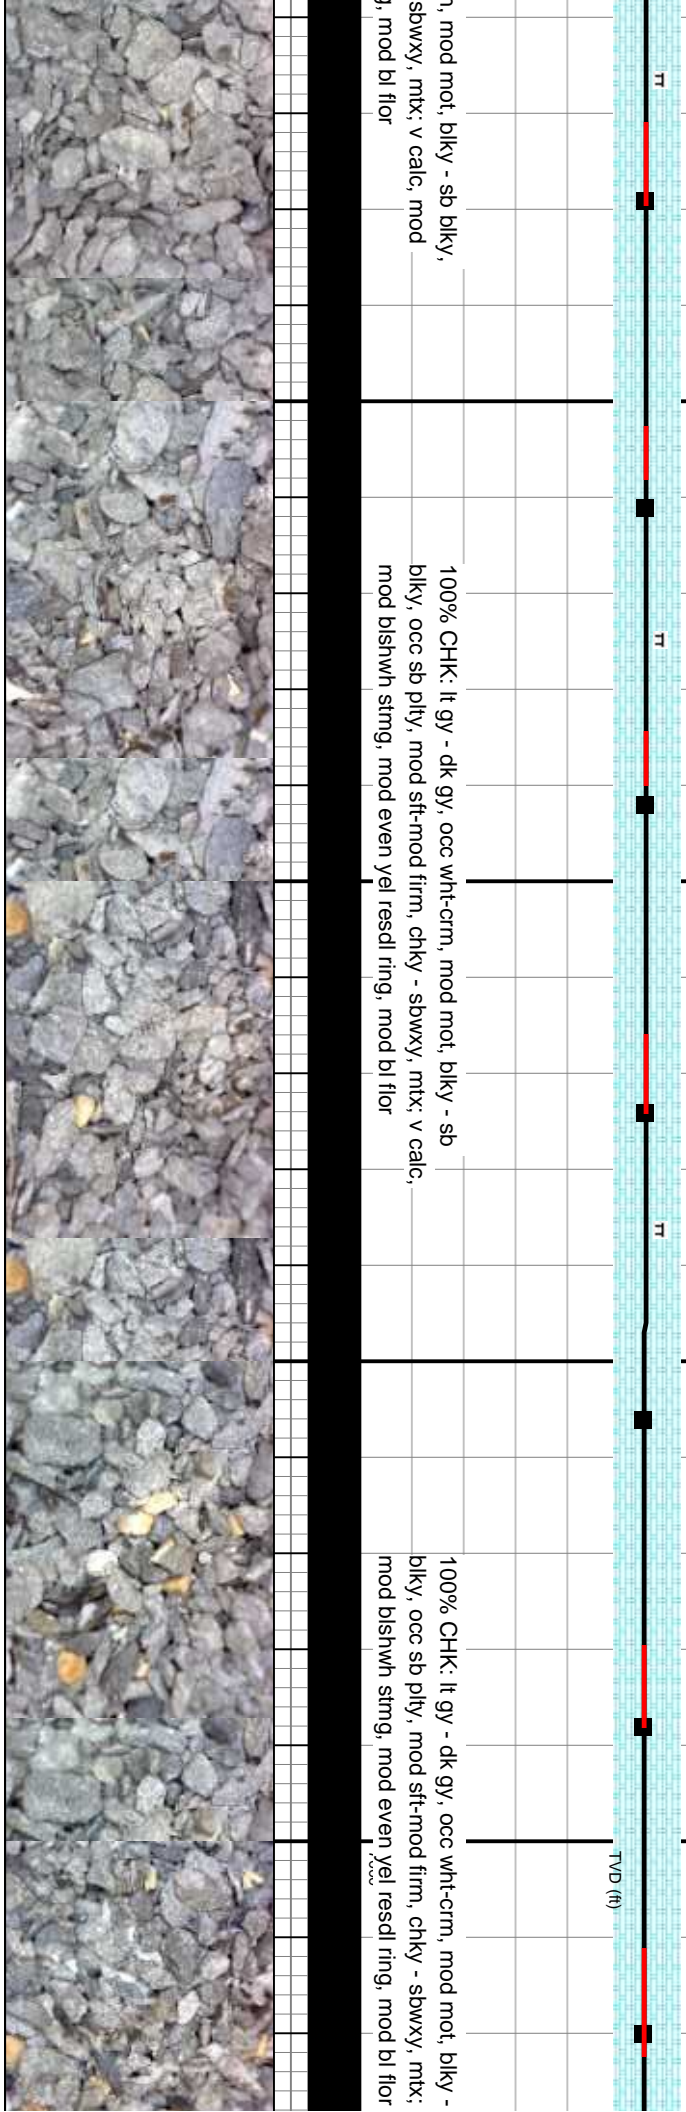 , mod mot, blky - sb blky,
sbwxy, mtx; v calc, mod
, mod bl flor
100% CHK: lt gy - dk gy, occ wht-crm, mod mot, blky - sb
blky, occ sb plty, mod sft-mod firm, chky - sbwxy, mtx; v calc,
mod blshwh stmg, mod even yel resdl ring, mod bl flor
100% CHK: lt gy - dk gy, occ wht-crm, mod mot, blky -
blky, occ sb plty, mod sft-mod firm, chky - sbwxy, mtx;
mod blshwh stmg, mod even yel resdl ring, mod bl flor
TVD (ft)